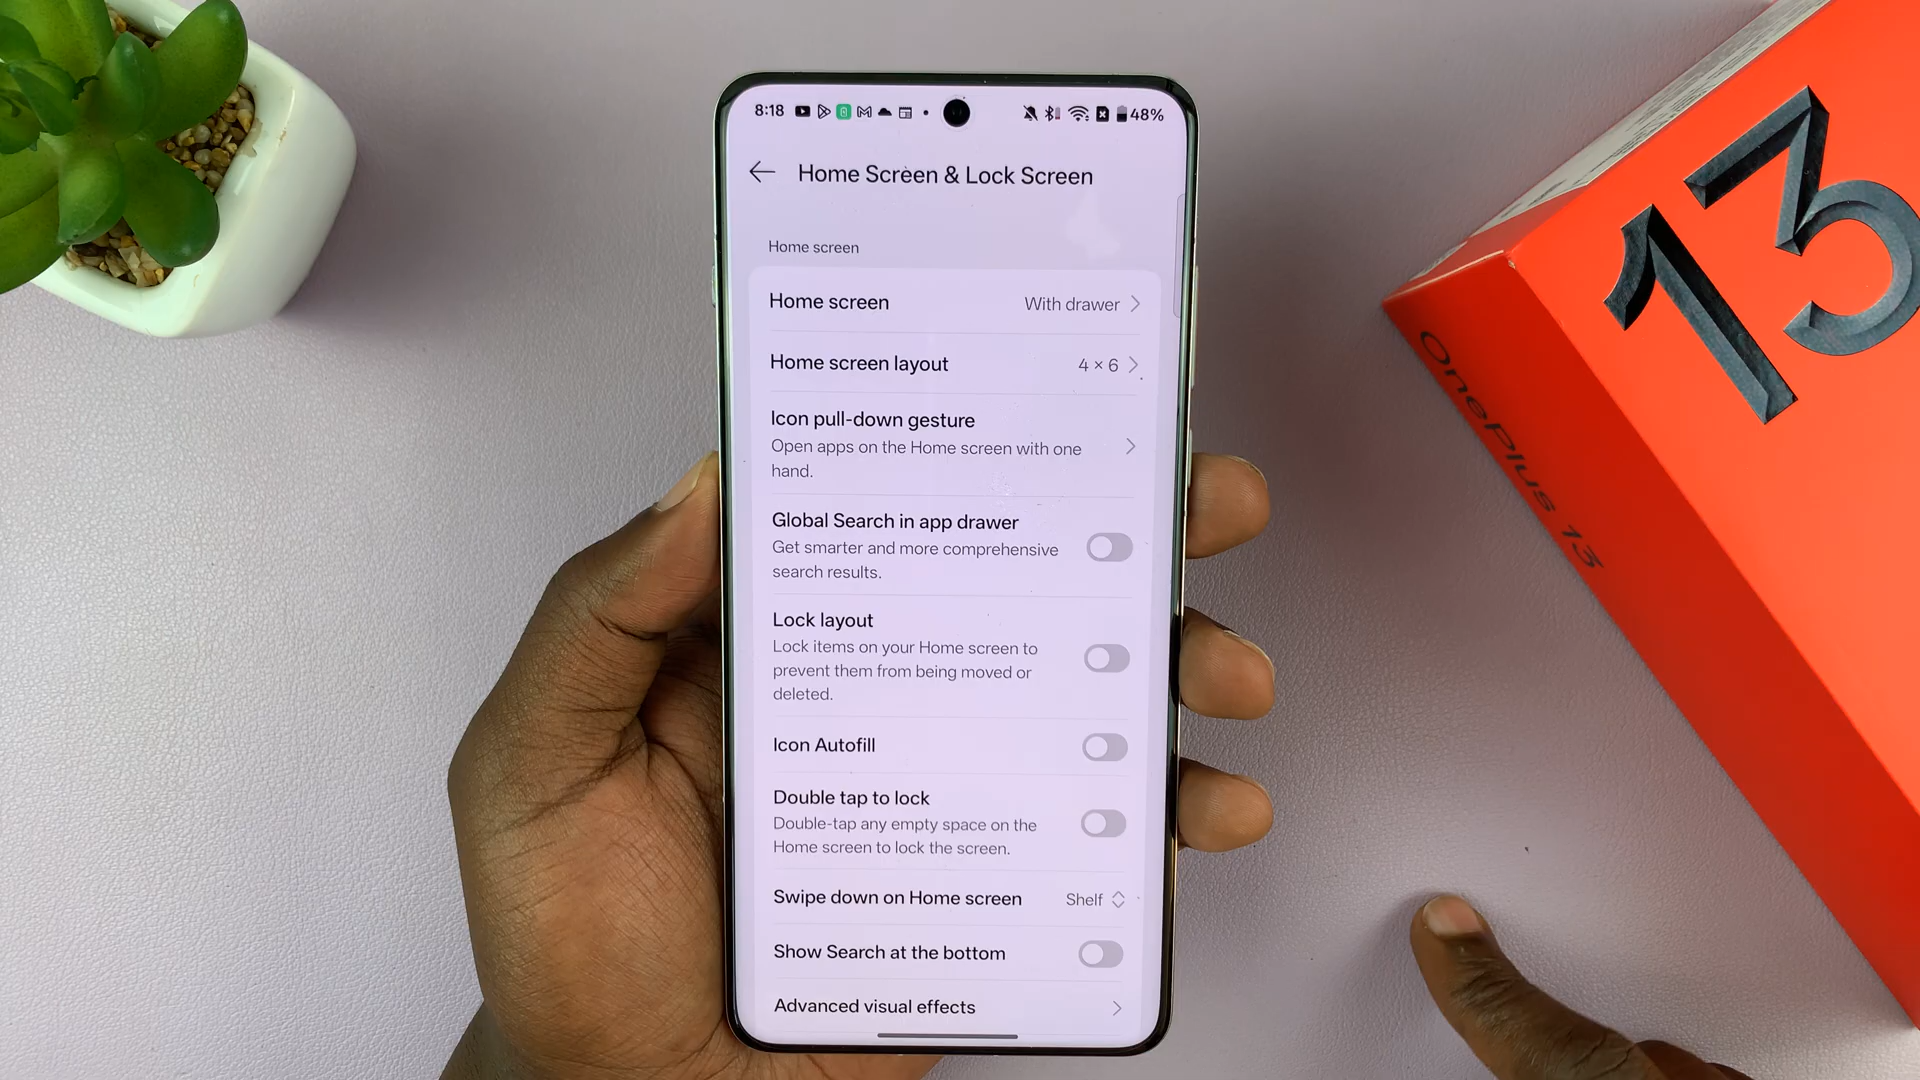 8:18
48%
Home Screen & Lock Screen
Home screen
Home screen With drawer
Home screen layout 4 × 6
Icon pull-down gesture
Open apps on the Home screen with one
hand.
Global Search in app drawer
Get smarter and more comprehensive
search results.
Lock layout
Lock items on your Home screen to
prevent them from being moved or
deleted.
Icon Autofill
Double tap to lock
Double-tap any empty space on the
Home screen to lock the screen.
Swipe down on Home screen Shelf
Show Search at the bottom
Advanced visual effects
13
OnePlus 13